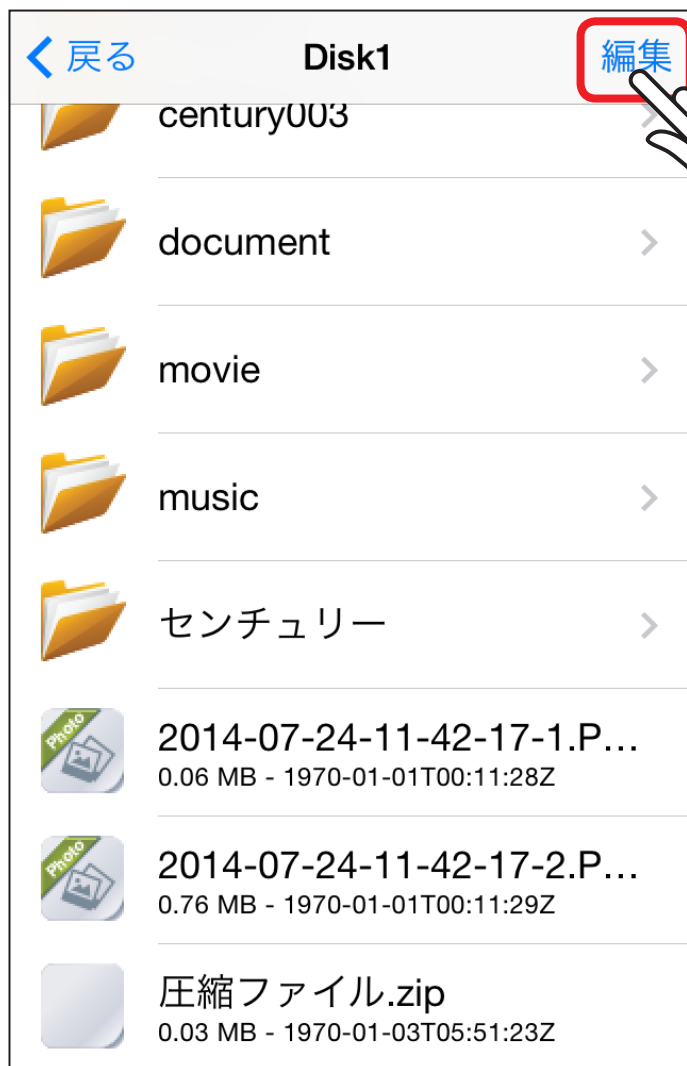 戻る
Disk1
編集
century003
document
movie
music
センチュリー
Photo
2014-07-24-11-42-17-1.P...
0.06 MB - 1970-01-01T00:11:28Z
Photo
2014-07-24-11-42-17-2.P...
0.76 MB - 1970-01-01T00:11:29Z
圧縮ファイル.zip
0.03 MB - 1970-01-03T05:51:23Z